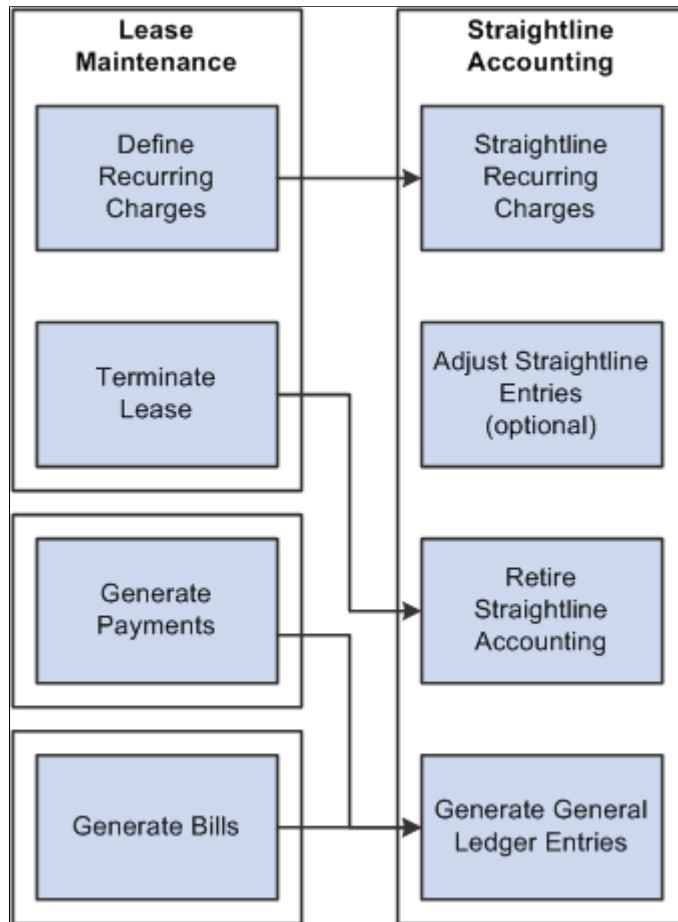 Lease
Maintenance
Define
Recurring
Charges
Terminate
Lease
Generate
Payments
Generate Bills
Straightline
Accounting
Straightline
Recurring
Charges
Adjust Straightline
Entries
(optional)
Retire
Straightline
Accounting
Generate General
Ledger Entries